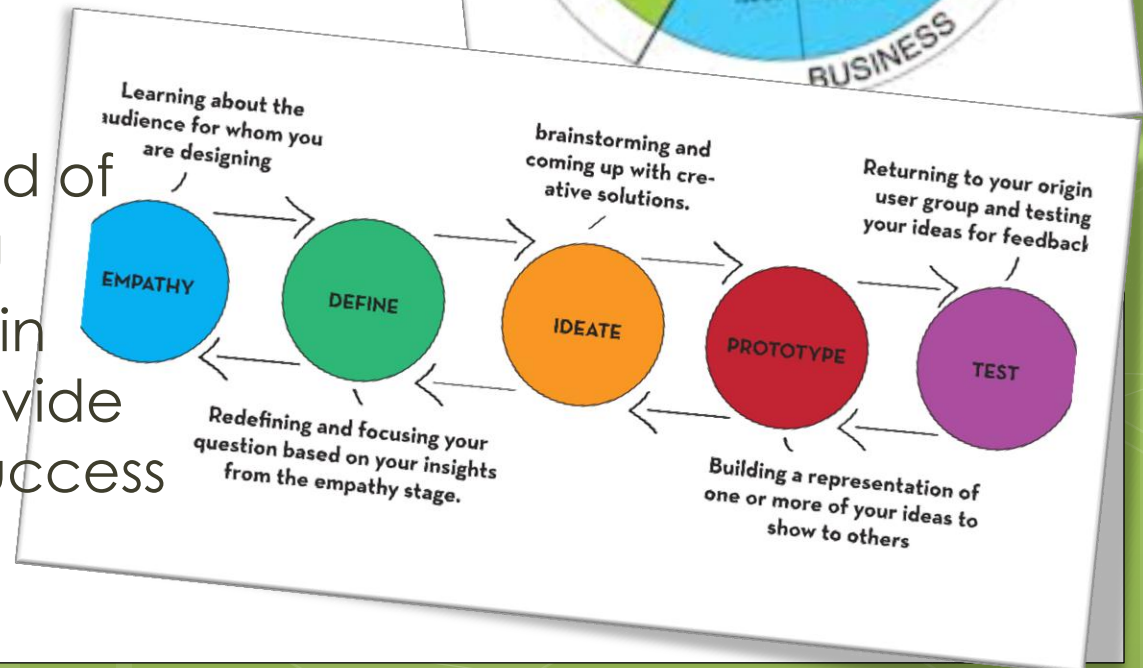 BUSINESS
Learning about the
audience for whom you
are designing
brainstorming and
coming up with cre-
ative solutions.
Returning to your origin
user group and testing
your ideas for feedback
EMPATHY
DEFINE
IDEATE
PROTOTYPE
TEST
Redefining and focusing your
question based on your insights
from the empathy stage.
Building a representation of
one or more of your ideas to
show to others
d of
in
vide
uccess